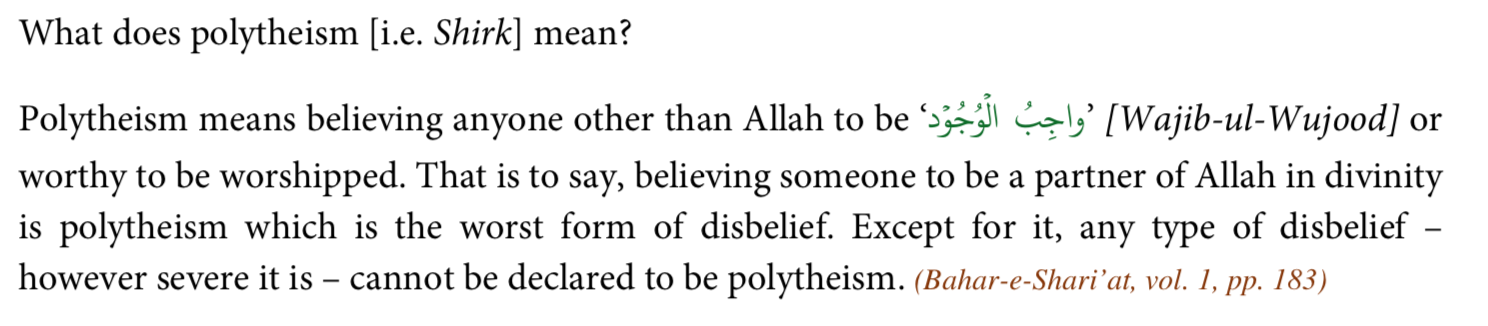 What does polytheism [i.e. Shirk] mean?
Polytheism means believing anyone other than Allah to be ‘واجِبُ الْوُجُوْد’ [Wajib-ul-Wujood] or
worthy to be worshipped. That is to say, believing someone to be a partner of Allah in divinity
is polytheism which is the worst form of disbelief. Except for it, any type of disbelief –
however severe it is – cannot be declared to be polytheism. (Bahar-e-Shari’at, vol. 1, pp. 183)